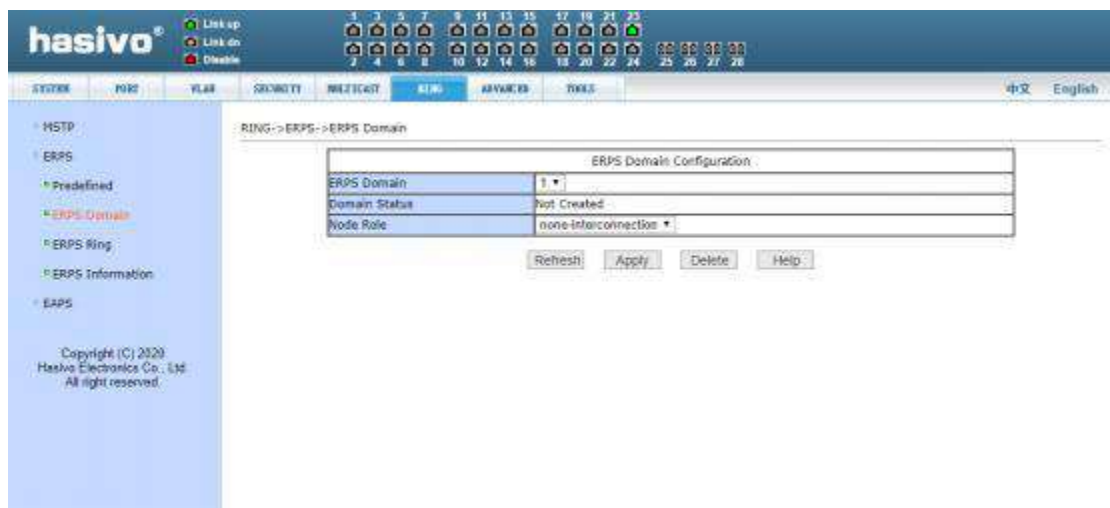 hasivo®
Link up
Link dn
Disable
1 3 5 7 9 11 13 15 17 19 21 23
2 4 6 8 10 12 14 16 18 20 22 24 25 26 27 28
SYSTEM PORT VLAN SECURITY MULTICAST RING ADVANCED TOOLS 中文 English
MSTP
ERPS
Predefined
ERPS Domain
ERPS Ring
ERPS Information
EAPS
Copyright (C) 2020
Hasivo Electronics Co., Ltd
All right reserved.
RING->ERPS->ERPS Domain
ERPS Domain Configuration
ERPS Domain 1
Domain Status Not Created
Node Role none-interconnection
Refresh Apply Delete Help